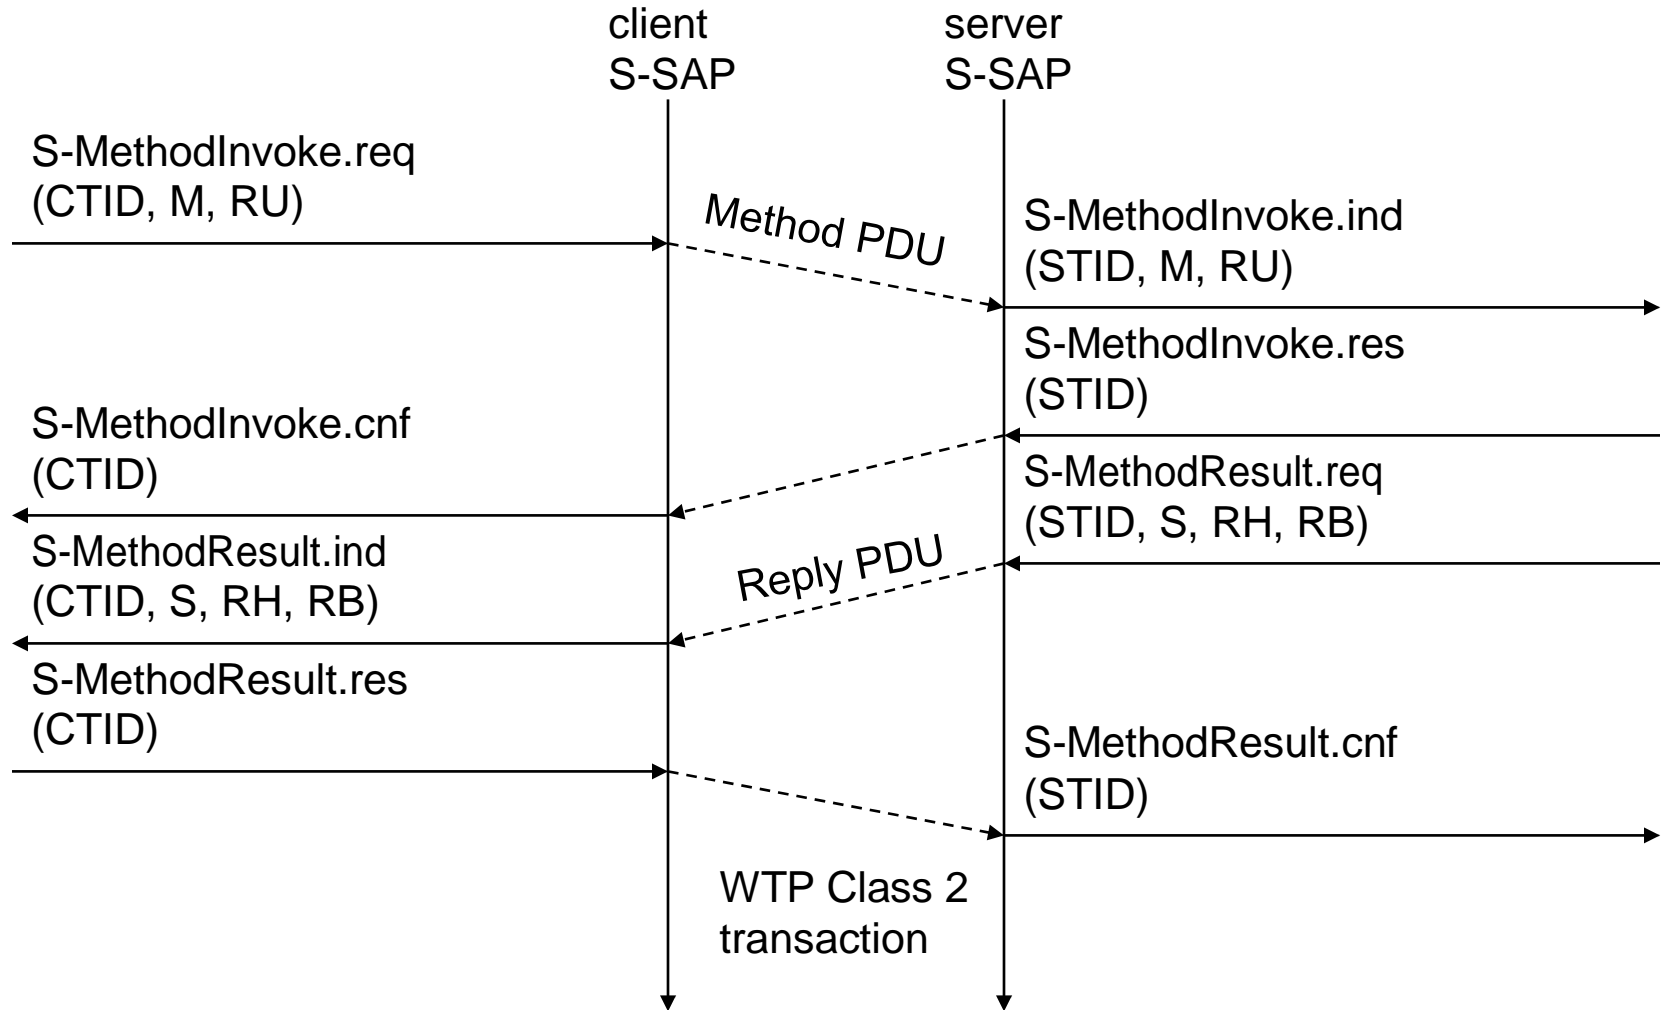 client
S-SAP
server
S-SAP
S-MethodInvoke.req
(CTID, M, RU)
Method PDU
S-MethodInvoke.ind
(STID, M, RU)
S-MethodInvoke.res
(STID)
S-MethodInvoke.cnf
(CTID)
S-MethodResult.req
(STID, S, RH, RB)
S-MethodResult.ind
(CTID, S, RH, RB)
Reply PDU
S-MethodResult.res
(CTID)
S-MethodResult.cnf
(STID)
WTP Class 2
transaction